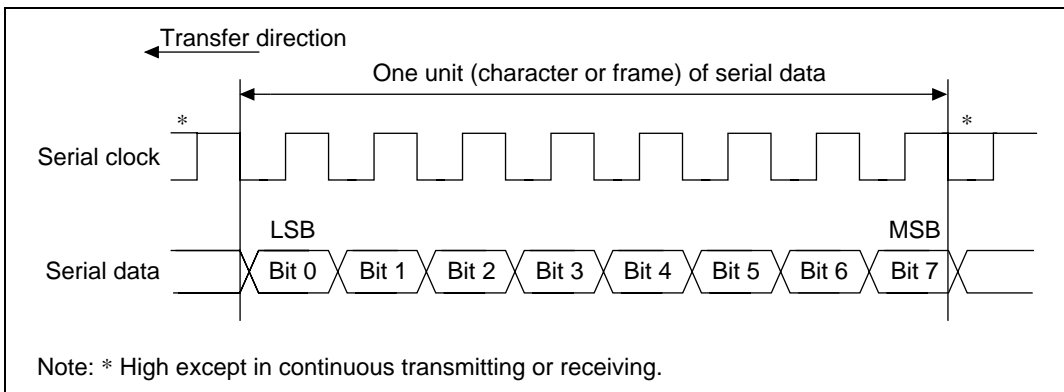 Transfer direction
One unit (character or frame) of serial data
* *
Serial clock
LSB MSB
Serial data Bit 0 Bit 1 Bit 2 Bit 3 Bit 4 Bit 5 Bit 6 Bit 7
Note: * High except in continuous transmitting or receiving.